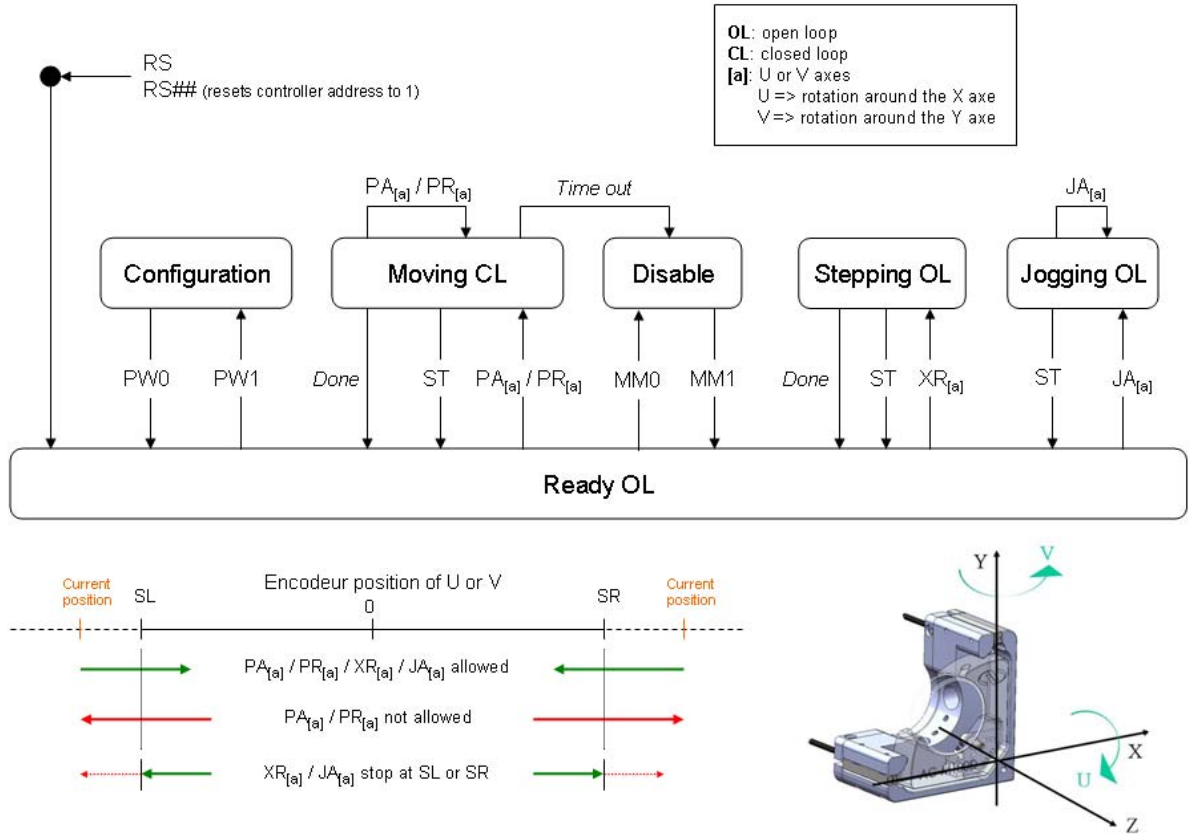 OL: open loop
CL: closed loop
[a]: U or V axes
U => rotation around the X axe
V => rotation around the Y axe
RS
RS## (resets controller address to 1)
PA[a] / PR[a]
Time out
JA[a]
Configuration
Moving CL
Disable
Stepping OL
Jogging OL
PW0
PW1
Done
ST
PA[a] / PR[a]
MM0
MM1
Done
ST
XR[a]
ST
JA[a]
Ready OL
Current
position
SL
Encodeur position of U or V
0
SR
Current
position
PA[a] / PR[a] / XR[a] / JA[a] allowed
PA[a] / PR[a] not allowed
XR[a] / JA[a] stop at SL or SR
Y
V
X
U
Z